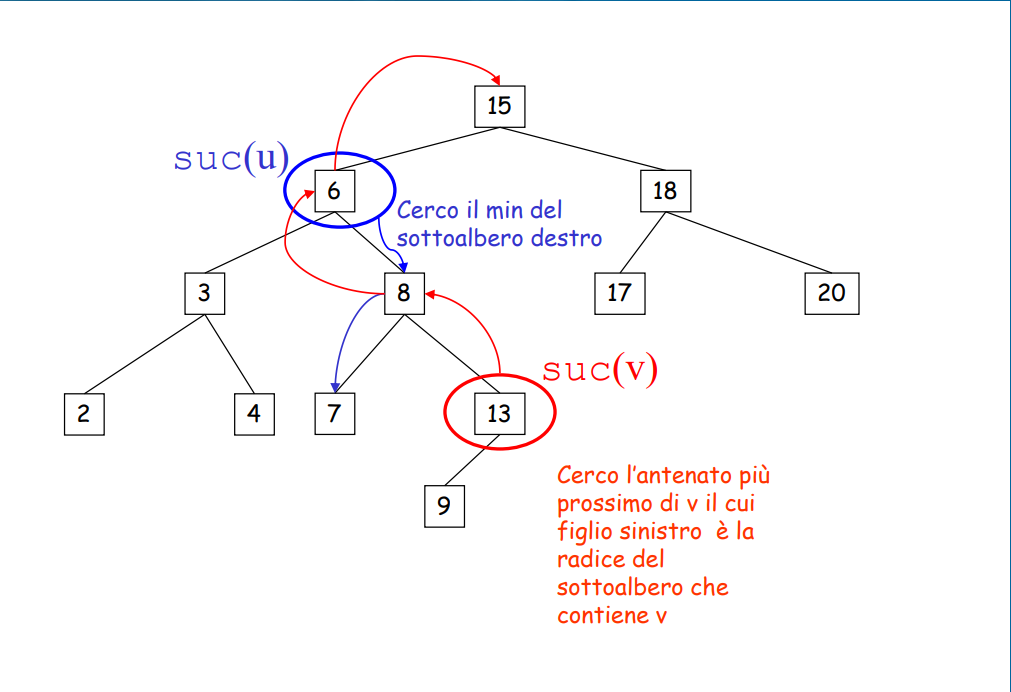 15
suc(u)
6
18
Cerco il min del
sottoalbero destro
3
8
17
20
suc(v)
2
4
7
13
Cerco l'antenato più
prossimo di v il cui
figlio sinistro è la
radice del
sottoalbero che
contiene v
9